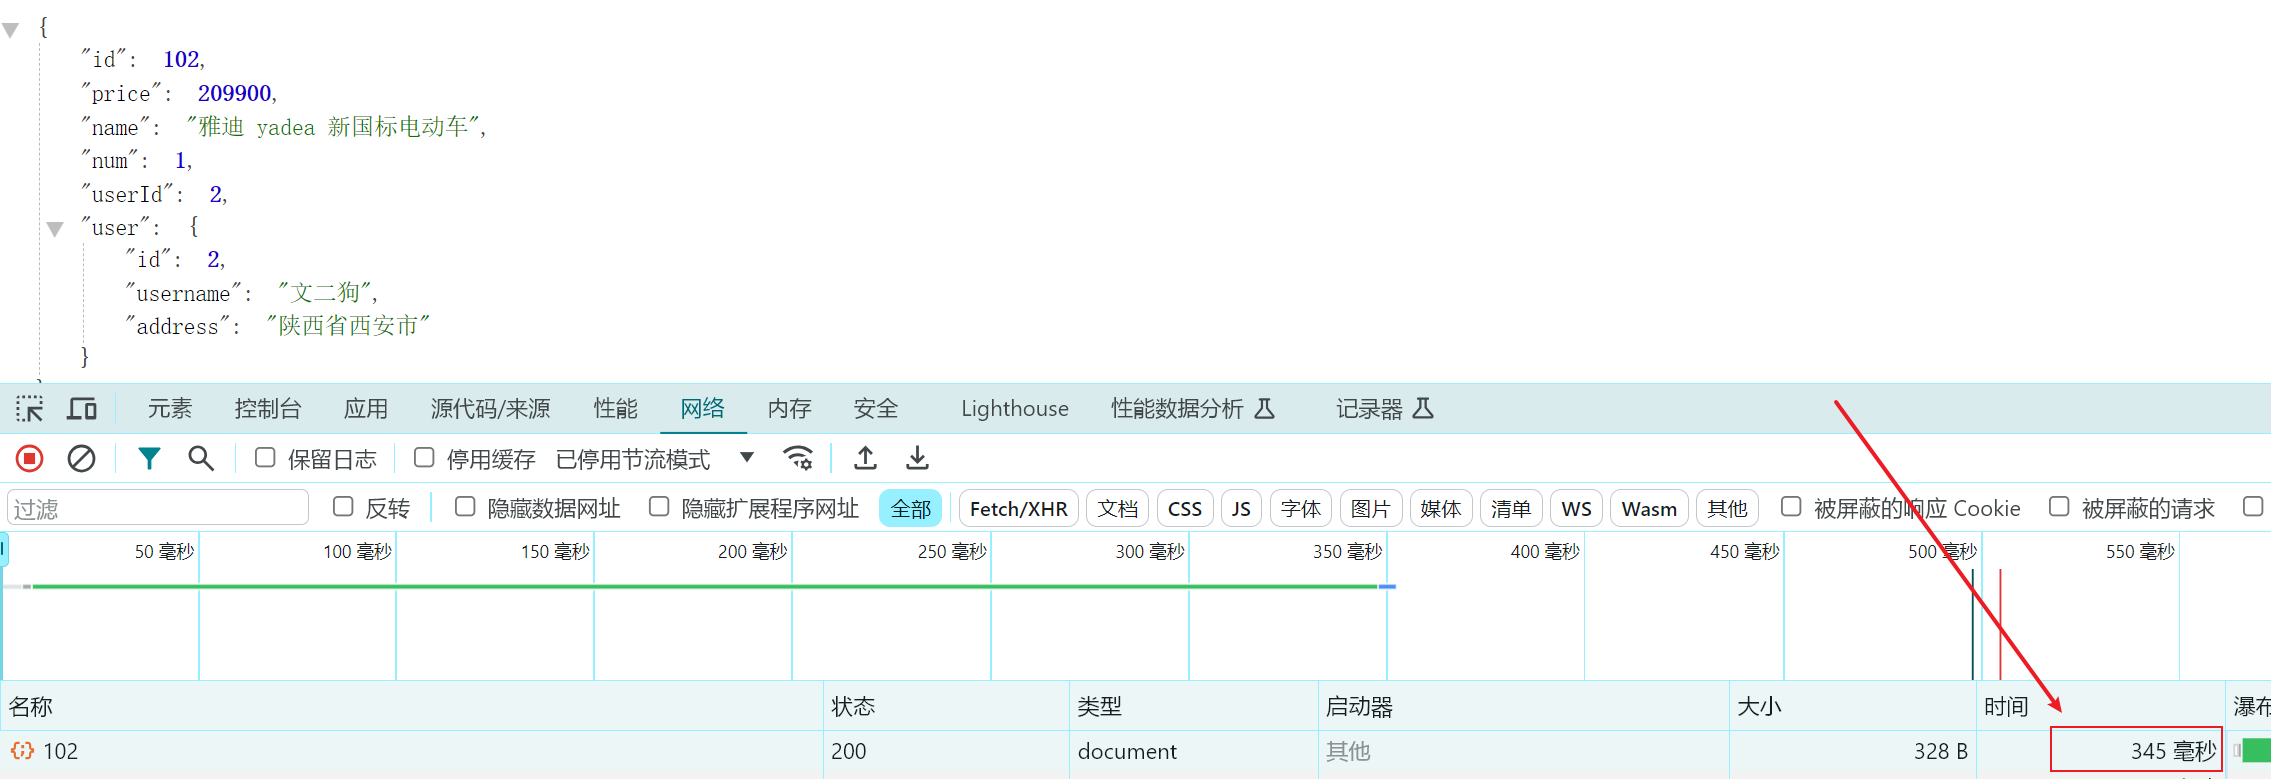 {
"id": 102,
"price": 209900,
"name": "雅迪 yadea 新国标电动车",
"num": 1,
"userId": 2,
"user": {
"id": 2,
"username": "文二狗",
"address": "陕西省西安市"
}
元素 控制台 应用 源代码/来源 性能 网络 内存 安全 Lighthouse 性能数据分析 记录器
保留日志 停用缓存 已停用节流模式
过滤 反转 隐藏数据网址 隐藏扩展程序网址 全部 Fetch/XHR 文档 CSS JS 字体 图片 媒体 清单 WS Wasm 其他 被屏蔽的响应 Cookie 被屏蔽的请求
50 毫秒 100 毫秒 150 毫秒 200 毫秒 250 毫秒 300 毫秒 350 毫秒 400 毫秒 450 毫秒 500 毫秒 550 毫秒
名称 状态 类型 启动器 大小 时间 瀑布
102 200 document 其他 328 B 345 毫秒